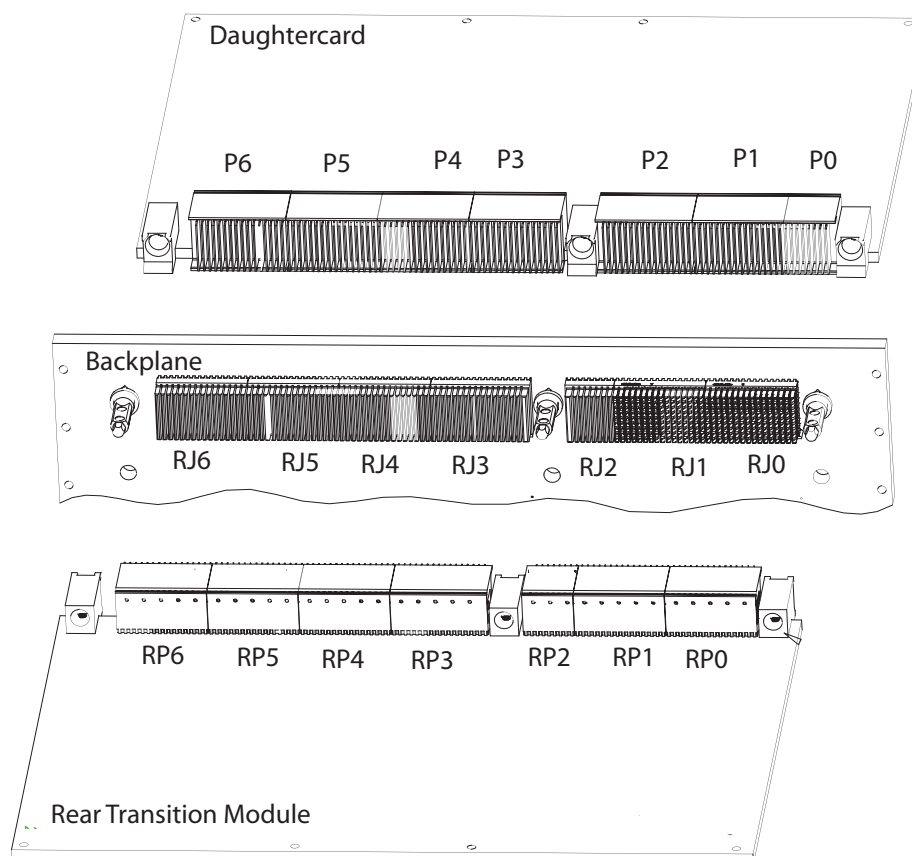 Daughtercard
P6 P5 P4 P3 P2 P1 P0
Backplane
RJ6 RJ5 RJ4 RJ3 RJ2 RJ1 RJ0
RP6 RP5 RP4 RP3 RP2 RP1 RP0
Rear Transition Module